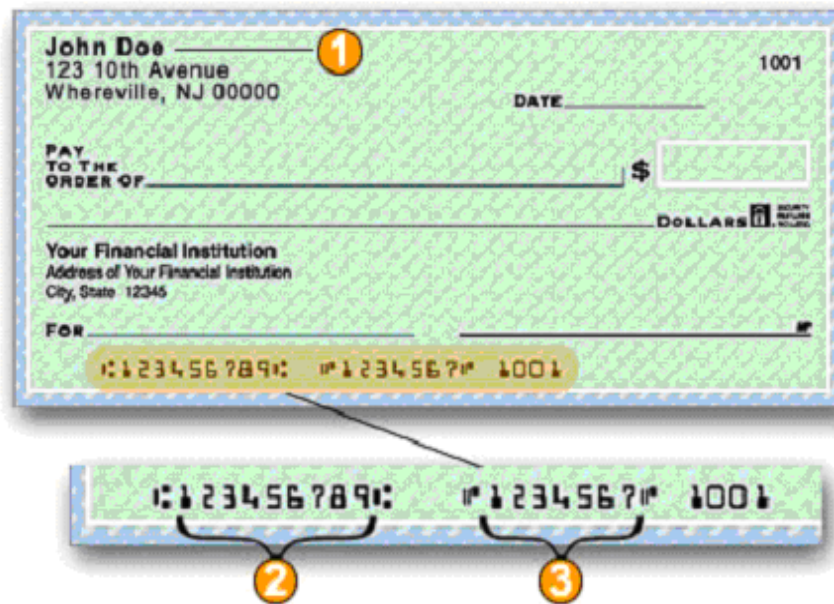 John Doe 1
123 10th Avenue
Whereville, NJ 00000
1001
DATE
PAY
TO THE
ORDER OF
$
DOLLARS
Your Financial Institution
Address of Your Financial Institution
City, State 12345
FOR
⑆123456789⑆ ⑈1234567⑈ 1001
⑆123456789⑆ ⑈1234567⑈ 1001
2 3